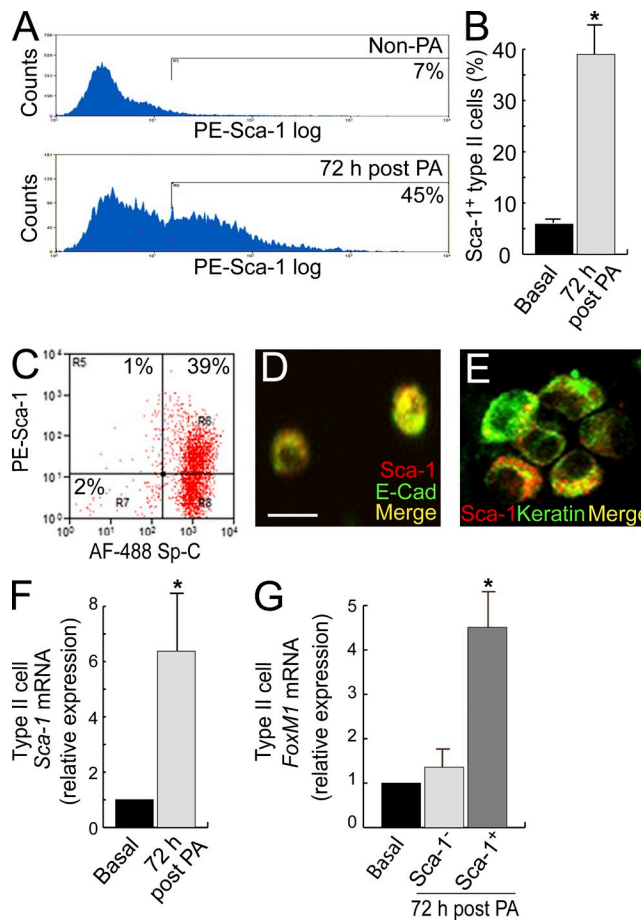 A
Non-PA
7%
Counts
PE-Sca-1 log
72 h post PA
45%
Counts
PE-Sca-1 log
B
Sca-1⁺ type II cells (%)
40
30
20
10
0
*
Basal
72 h
post PA
C
R5
1%
39%
R6
2%
R7
R8
PE-Sca-1
10⁴
10³
10²
10¹
10⁰
10⁰ 10¹ 10² 10³ 10⁴
AF-488 Sp-C
D
Sca-1
E-Cad
Merge
E
Sca-1 Keratin Merge
F
Type II cell
Sca-1 mRNA
(relative expression)
8
6
4
2
1
0
*
Basal
72 h
post PA
G
Type II cell
FoxM1 mRNA
(relative expression)
5
4
3
2
1
0
*
Basal
Sca-1⁻
Sca-1⁺
72 h post PA